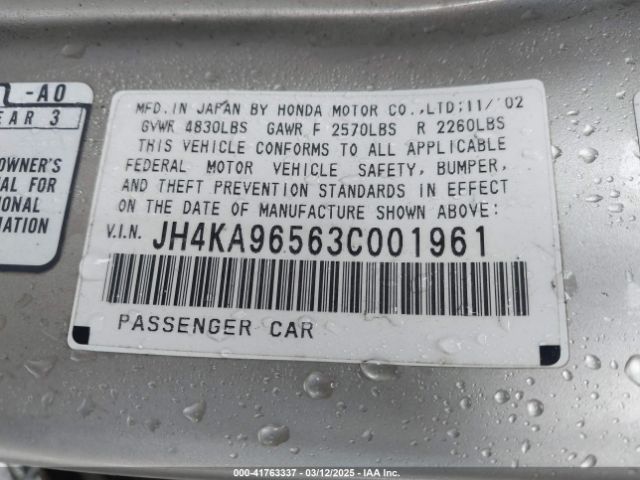 -A0
EAR 3
OWNER'S
AL FOR
IONAL
MATION
MFD. IN JAPAN BY HONDA MOTOR CO.,LTD;11/'02
GVWR 4830LBS GAWR F 2570LBS R 2260LBS
THIS VEHICLE CONFORMS TO ALL APPLICABLE
FEDERAL MOTOR VEHICLE SAFETY, BUMPER,
AND THEFT PREVENTION STANDARDS IN EFFECT
ON THE DATE OF MANUFACTURE SHOWN ABOVE;
V.I.N. JH4KA96563C001961
PASSENGER CAR
000-41763337 - 03/12/2025 - IAA Inc.